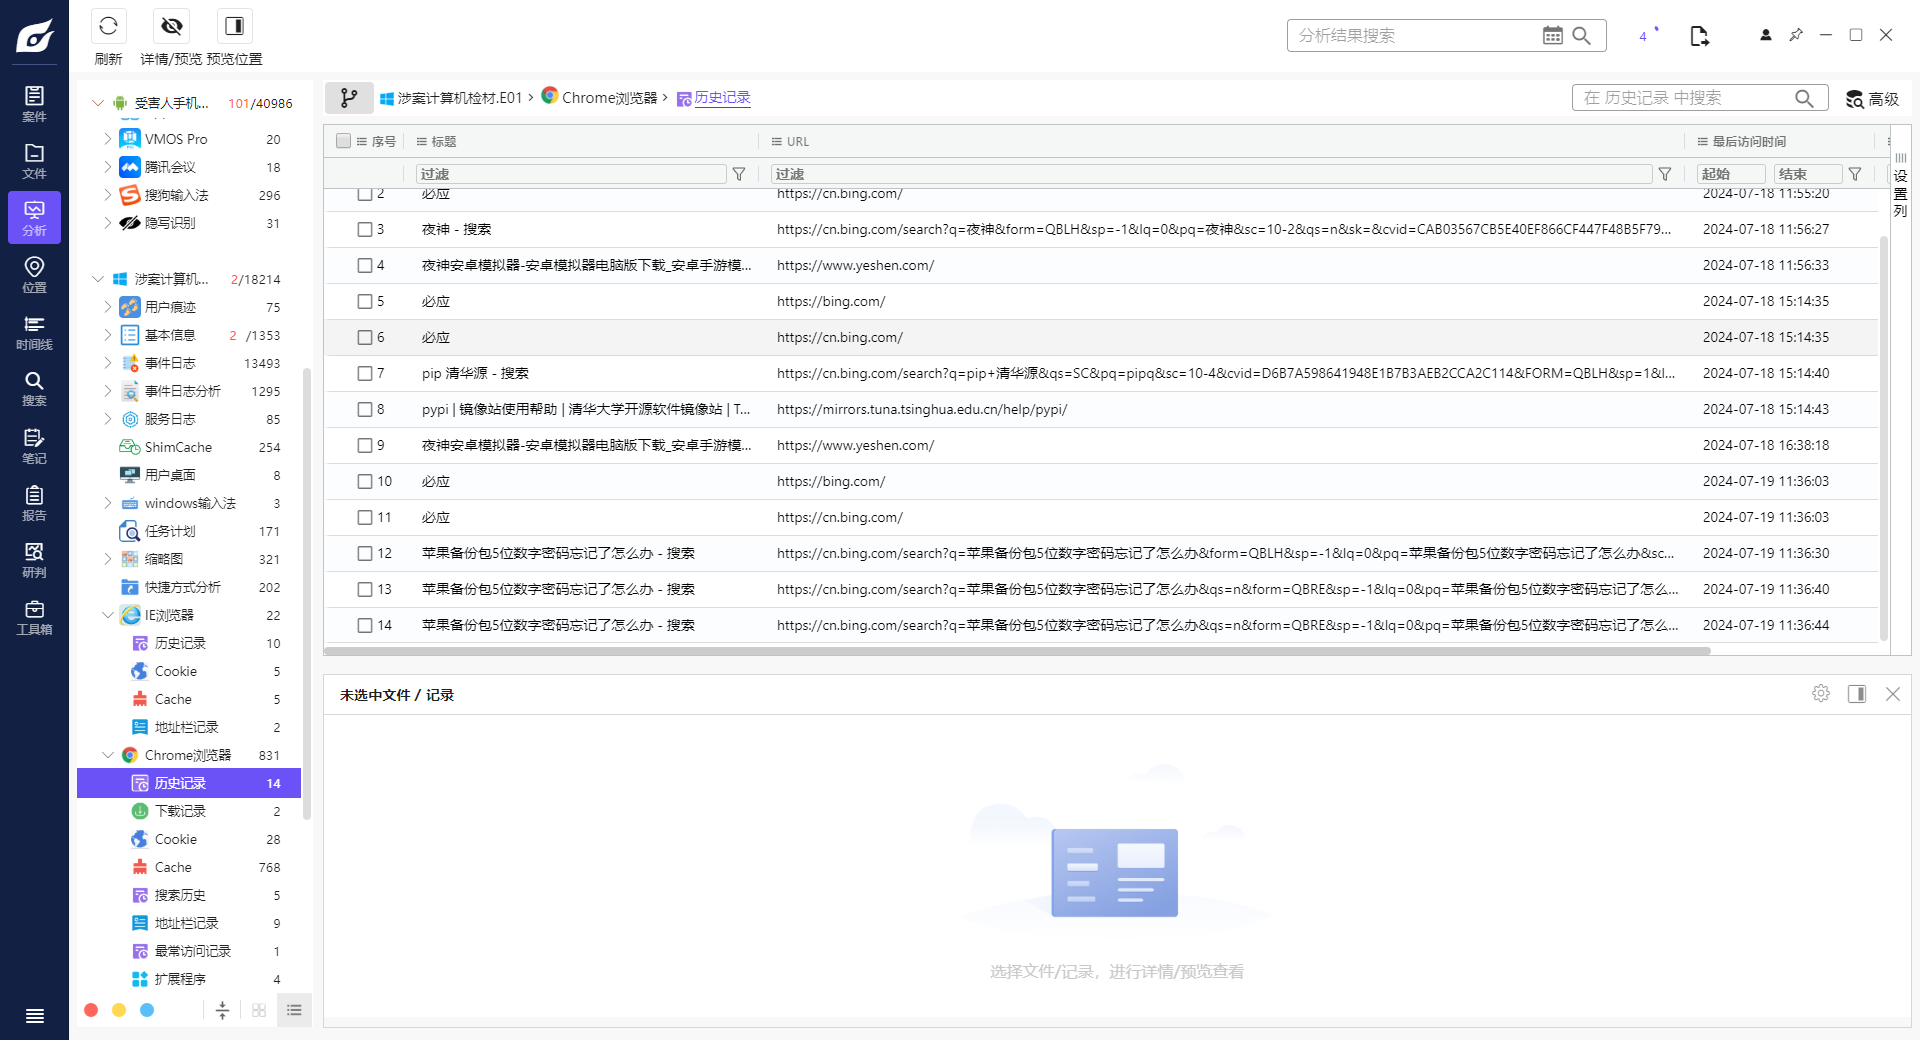 刷新
详情/预览
预览位置
分析结果搜索
4
案件
文件
分析
位置
时间线
搜索
笔记
报告
研判
工具箱
受害人手机... 101/40986
VMOS Pro 20
腾讯会议 18
搜狗输入法 296
隐写识别 31
涉案计算机... 2/18214
用户痕迹 75
基本信息 2 /1353
事件日志 13493
事件日志分析 1295
服务日志 85
ShimCache 254
用户桌面 8
windows输入法 3
任务计划 171
缩略图 321
快捷方式分析 202
IE浏览器 22
历史记录 10
Cookie 5
Cache 5
地址栏记录 2
Chrome浏览器 831
历史记录 14
下载记录 2
Cookie 28
Cache 768
搜索历史 5
地址栏记录 9
最常访问记录 1
扩展程序 4
涉案计算机检材.E01 › Chrome浏览器 › 历史记录
在 历史记录 中搜索
高级
序号 标题 URL 最后访问时间
过滤 过滤 起始 结束
设置列
2 必应 https://cn.bing.com/ 2024-07-18 11:55:20
3 夜神 - 搜索 https://cn.bing.com/search?q=夜神&form=QBLH&sp=-1&lq=0&pq=夜神&sc=10-2&qs=n&sk=&cvid=CAB03567CB5E40EF866CF447F48B5F79... 2024-07-18 11:56:27
4 夜神安卓模拟器-安卓模拟器电脑版下载_安卓手游模... https://www.yeshen.com/ 2024-07-18 11:56:33
5 必应 https://bing.com/ 2024-07-18 15:14:35
6 必应 https://cn.bing.com/ 2024-07-18 15:14:35
7 pip 清华源 - 搜索 https://cn.bing.com/search?q=pip+清华源&qs=SC&pq=pipq&sc=10-4&cvid=D6B7A598641948E1B7B3AEB2CCA2C114&FORM=QBLH&sp=1&l... 2024-07-18 15:14:40
8 pypi | 镜像站使用帮助 | 清华大学开源软件镜像站 | T... https://mirrors.tuna.tsinghua.edu.cn/help/pypi/ 2024-07-18 15:14:43
9 夜神安卓模拟器-安卓模拟器电脑版下载_安卓手游模... https://www.yeshen.com/ 2024-07-18 16:38:18
10 必应 https://bing.com/ 2024-07-19 11:36:03
11 必应 https://cn.bing.com/ 2024-07-19 11:36:03
12 苹果备份包5位数字密码忘记了怎么办 - 搜索 https://cn.bing.com/search?q=苹果备份包5位数字密码忘记了怎么办&form=QBLH&sp=-1&lq=0&pq=苹果备份包5位数字密码忘记了怎么办&sc... 2024-07-19 11:36:30
13 苹果备份包5位数字密码忘记了怎么办 - 搜索 https://cn.bing.com/search?q=苹果备份包5位数字密码忘记了怎么办&qs=n&form=QBRE&sp=-1&lq=0&pq=苹果备份包5位数字密码忘记了怎么... 2024-07-19 11:36:40
14 苹果备份包5位数字密码忘记了怎么办 - 搜索 https://cn.bing.com/search?q=苹果备份包5位数字密码忘记了怎么办&qs=n&form=QBRE&sp=-1&lq=0&pq=苹果备份包5位数字密码忘记了怎么... 2024-07-19 11:36:44
未选中文件 / 记录
选择文件/记录，进行详情/预览查看